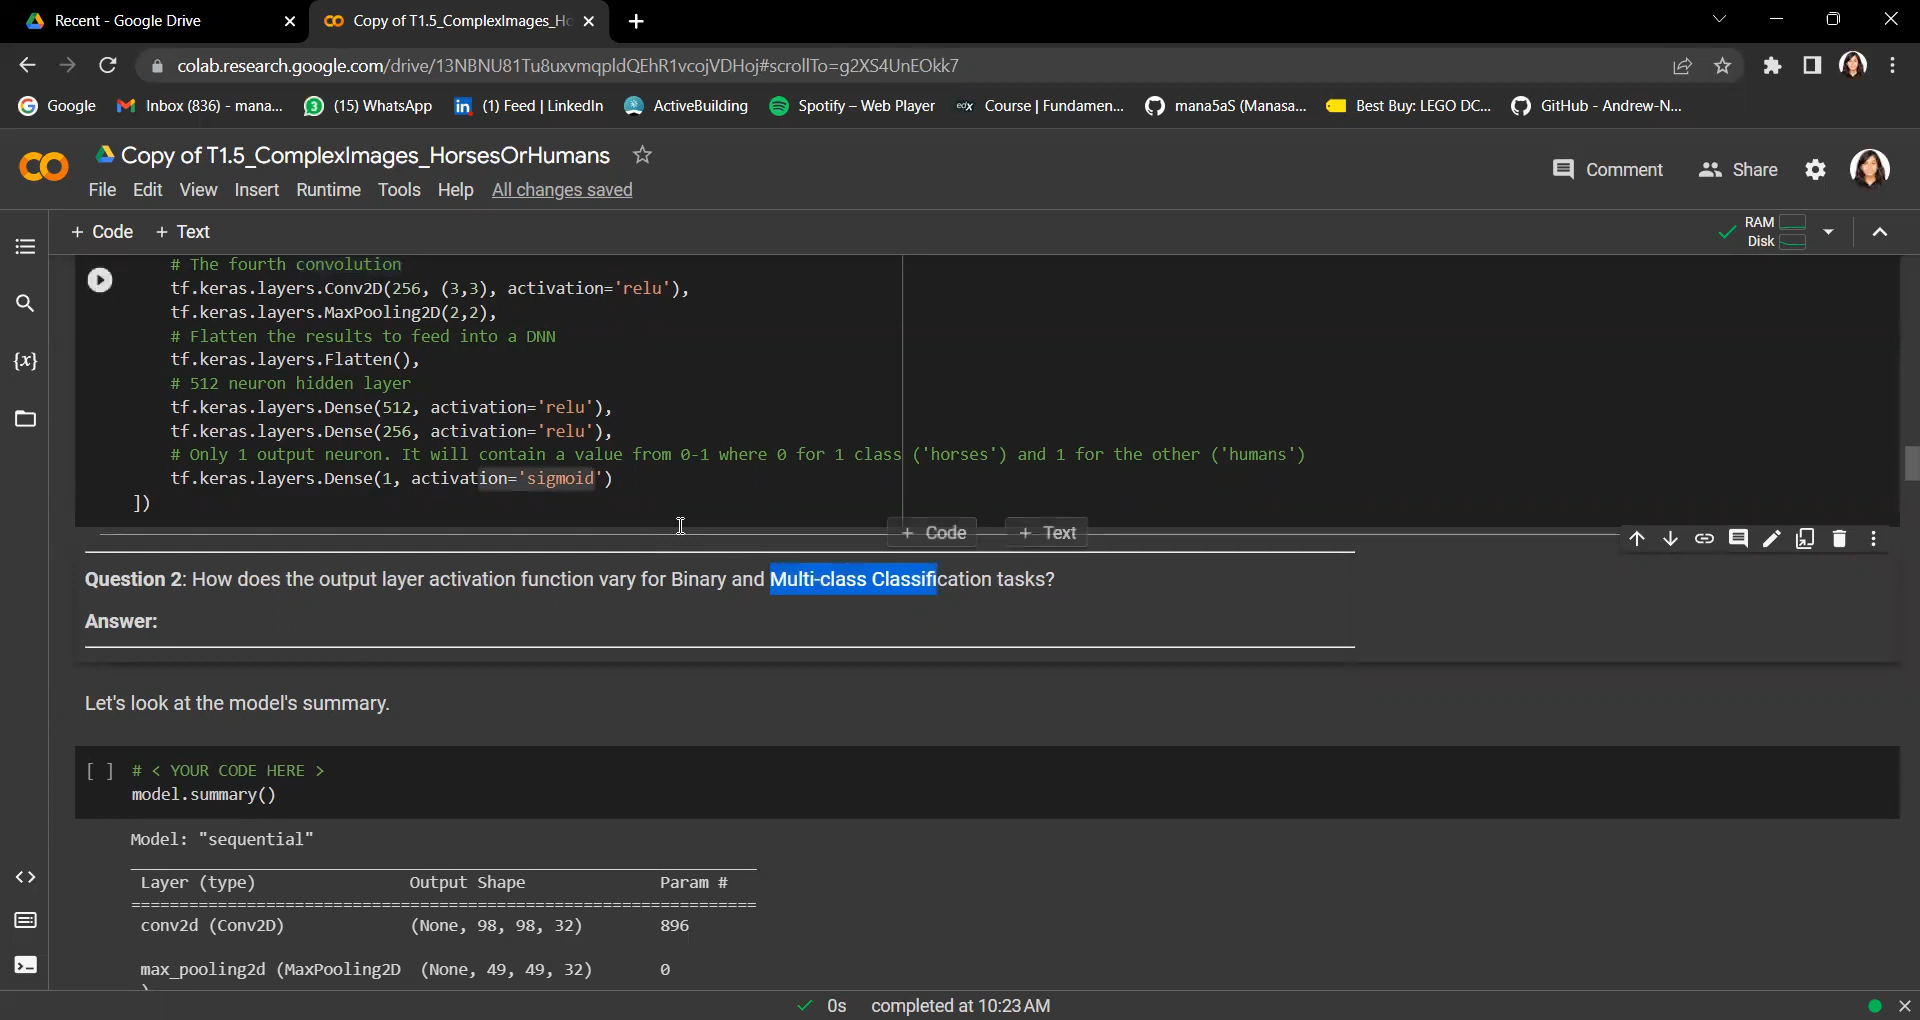 Recent - Google Drive
Copy of T1.5_ComplexImages_Ho
colab.research.google.com/drive/13NBNU81Tu8uxvmqpldQEhR1vcojVDHoj#scrollTo=g2XS4UnEOkk7
Google Inbox (836) - mana... (15) WhatsApp (1) Feed | LinkedIn ActiveBuilding Spotify – Web Player edX Course | Fundamen... mana5aS (Manasa... Best Buy: LEGO DC... GitHub - Andrew-N...
Copy of T1.5_ComplexImages_HorsesOrHumans
Comment Share
File Edit View Insert Runtime Tools Help All changes saved
+ Code + Text
RAM
Disk
# The fourth convolution
tf.keras.layers.Conv2D(256, (3,3), activation='relu'),
tf.keras.layers.MaxPooling2D(2,2),
# Flatten the results to feed into a DNN
tf.keras.layers.Flatten(),
# 512 neuron hidden layer
tf.keras.layers.Dense(512, activation='relu'),
tf.keras.layers.Dense(256, activation='relu'),
# Only 1 output neuron. It will contain a value from 0-1 where 0 for 1 class ('horses') and 1 for the other ('humans')
tf.keras.layers.Dense(1, activation='sigmoid')
])
+ Code + Text
Question 2: How does the output layer activation function vary for Binary and Multi-class Classification tasks?
Answer:
Let's look at the model's summary.
[ ] # < YOUR CODE HERE >
model.summary()
Model: "sequential"
Layer (type) Output Shape Param #
=================================================================
conv2d (Conv2D) (None, 98, 98, 32) 896
max_pooling2d (MaxPooling2D (None, 49, 49, 32) 0
)
0s completed at 10:23 AM